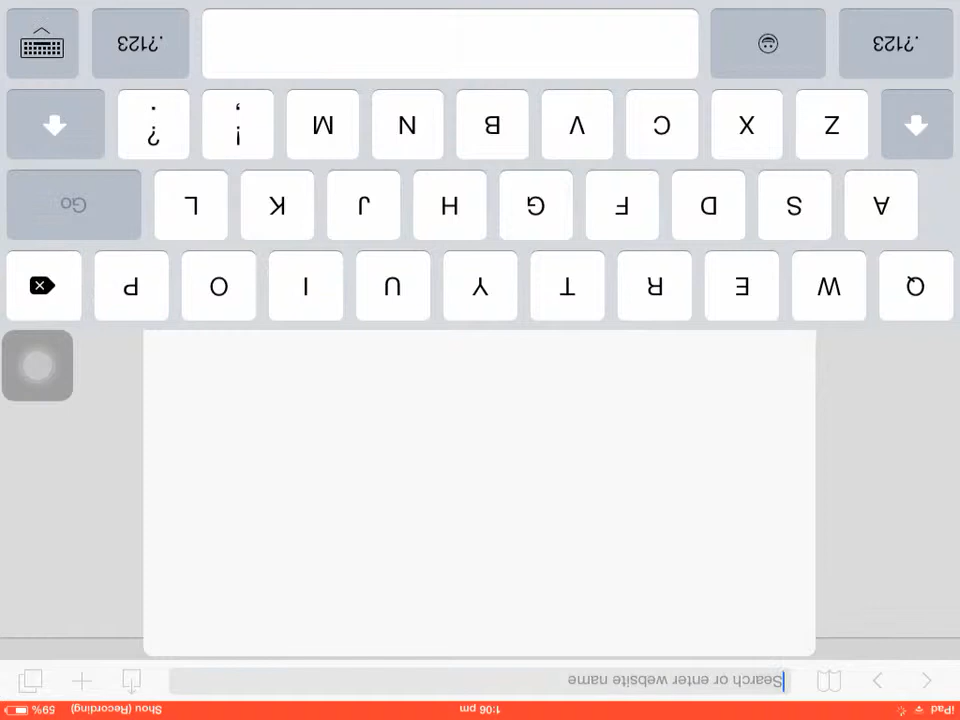 iPad 1:06 pm Shou (Recording) 59%
Search or enter website name
Q W E R T Y U I O P
A S D F G H J K L Go
Z X C V B N M ! , ? .
.?123 .?123